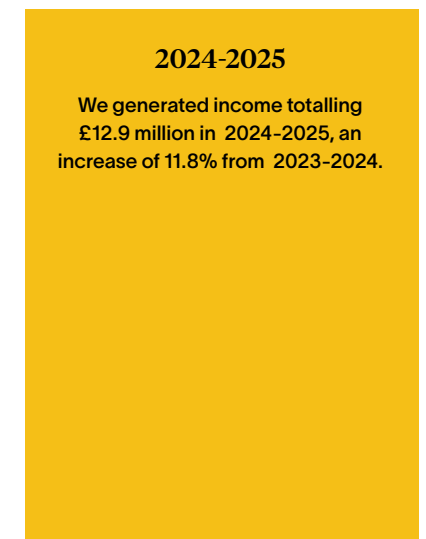 2024-2025
We generated income totalling
£12.9 million in 2024-2025, an
increase of 11.8% from 2023-2024.